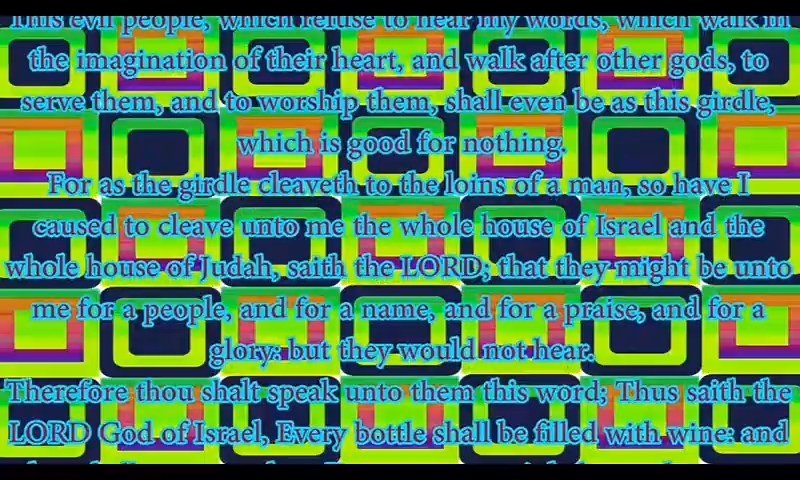 This evil people, which refuse to hear my words, which walk in
the imagination of their heart, and walk after other gods, to
serve them, and to worship them, shall even be as this girdle,
which is good for nothing.
For as the girdle cleaveth to the loins of a man, so have I
caused to cleave unto me the whole house of Israel and the
whole house of Judah, saith the LORD; that they might be unto
me for a people, and for a name, and for a praise, and for a
glory: but they would not hear.
Therefore thou shalt speak unto them this word; Thus saith the
LORD God of Israel, Every bottle shall be filled with wine: and